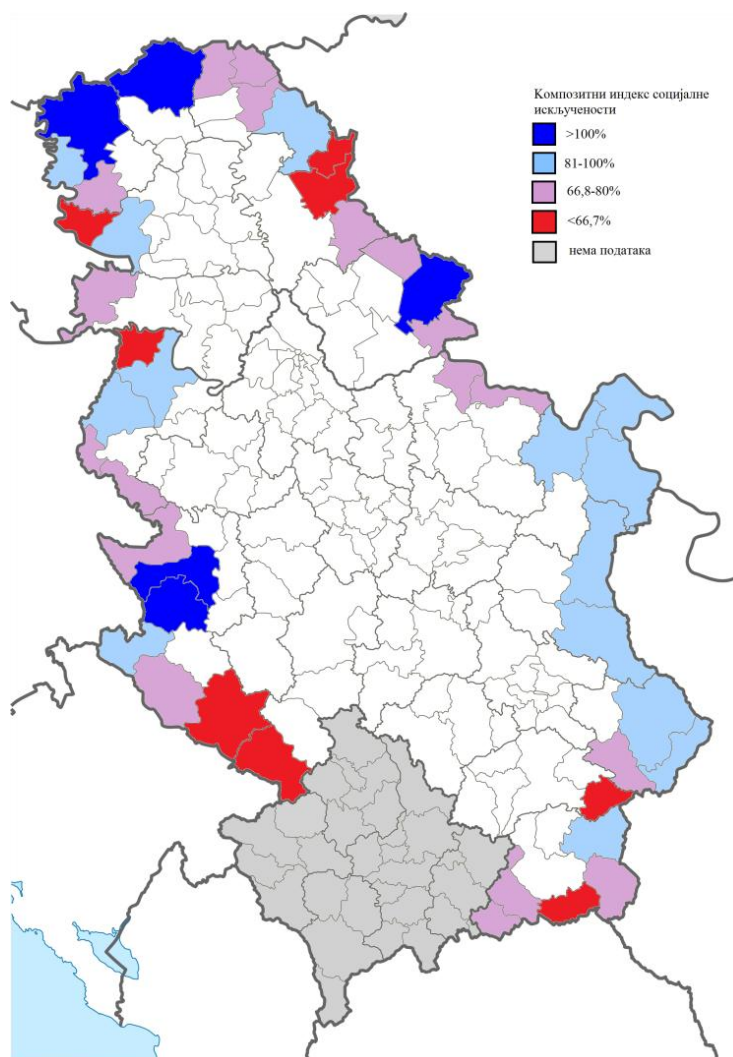 Композитни индекс социјалне
искључености
>100%
81-100%
66,8-80%
<66,7%
нема података